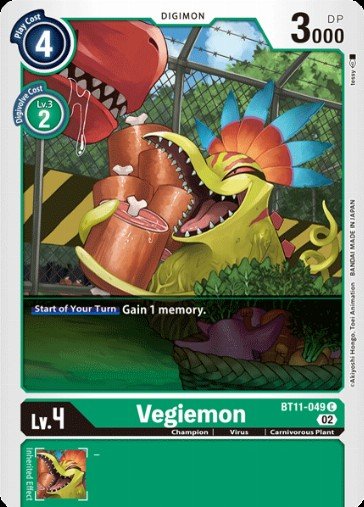 DIGIMON
Play Cost
4
3000
DP
Digivolve Cost
Lv.3
2
tessy
©Akiyoshi Hongo, Toei Animation BANDAI MADE IN JAPAN
Start of Your Turn Gain 1 memory.
BT11-049 C
Lv.4
Vegiemon
02
Champion Virus Carnivorous Plant
Inherited Effect
-